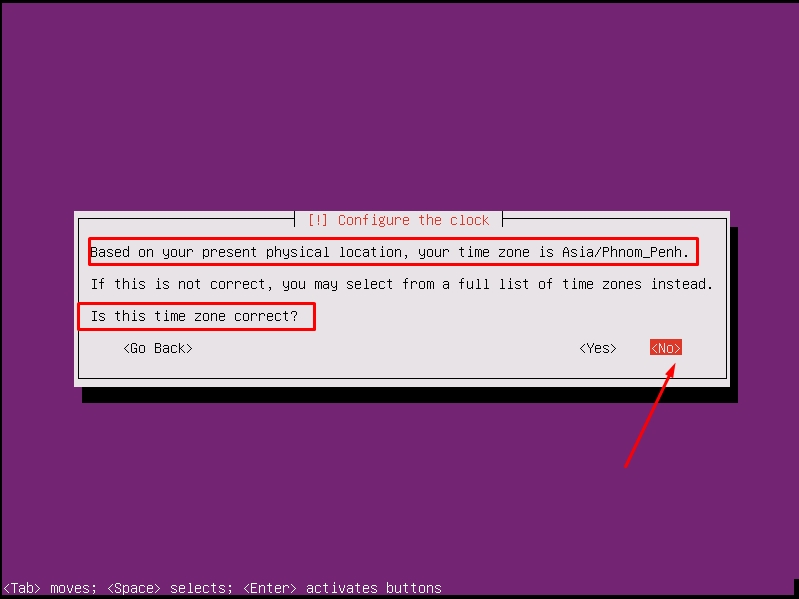 [!] Configure the clock
Based on your present physical location, your time zone is Asia/Phnom_Penh.
If this is not correct, you may select from a full list of time zones instead.
Is this time zone correct?
<Go Back> <Yes> <No>
<Tab> moves; <Space> selects; <Enter> activates buttons